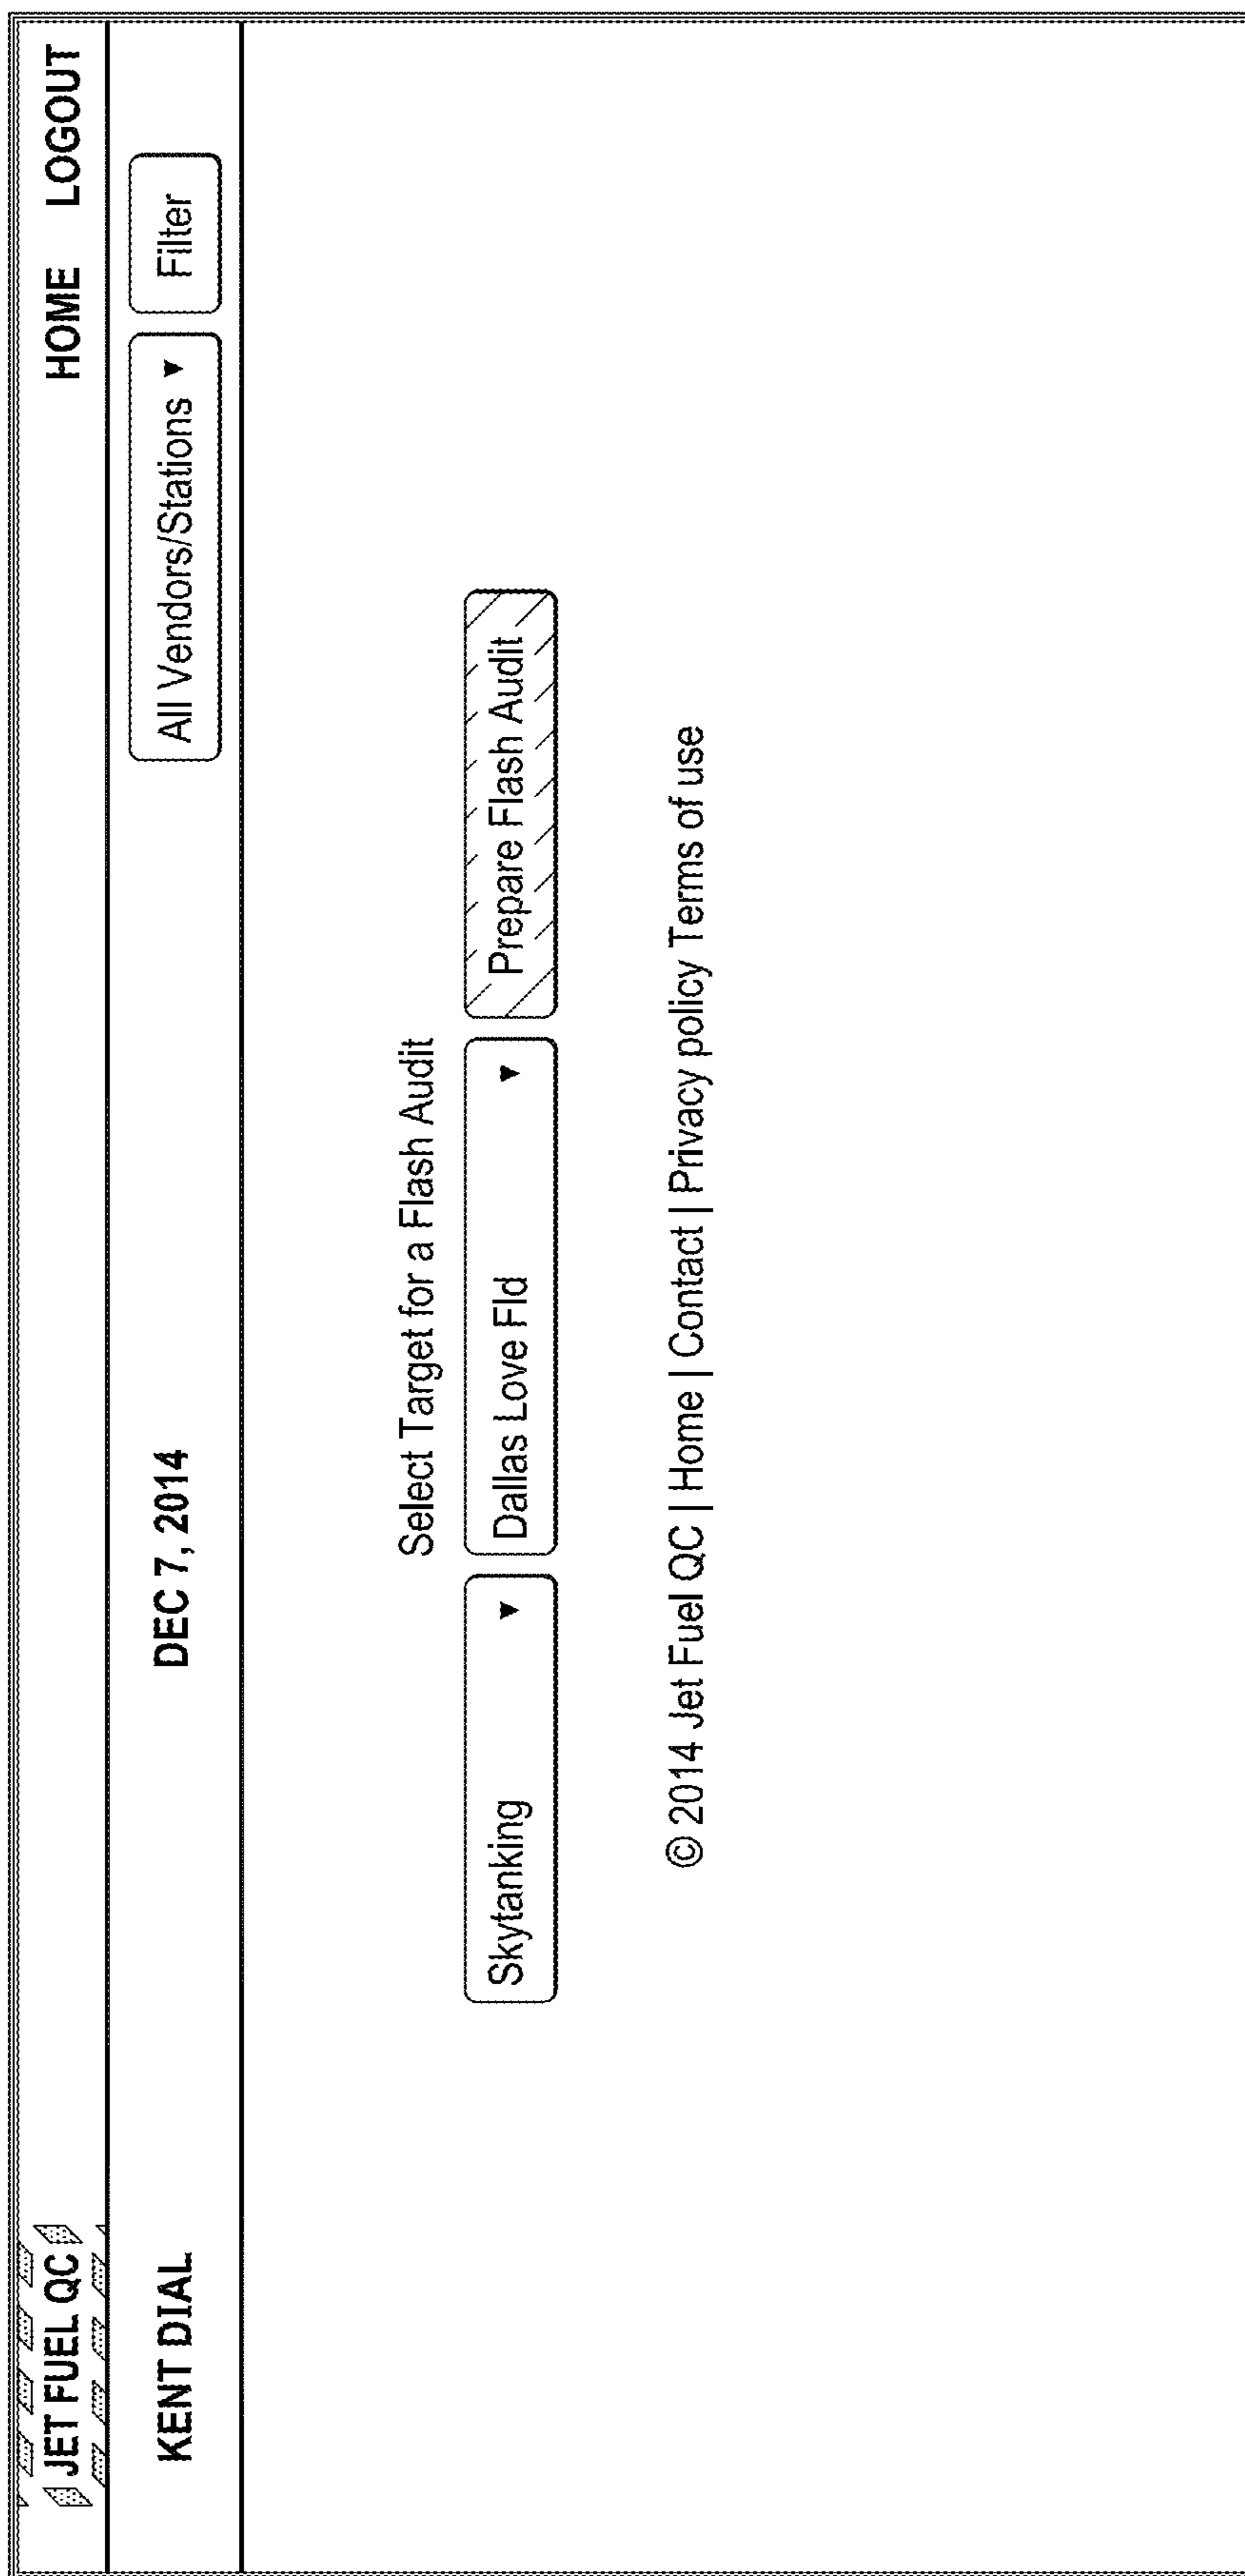 JET FUEL QC HOME LOGOUT
KENT DIAL DEC 7, 2014 All Vendors/Stations ▼ Filter
Select Target for a Flash Audit
Skytanking ▼ Dallas Love Fld ▼ Prepare Flash Audit
© 2014 Jet Fuel QC | Home | Contact | Privacy policy Terms of use